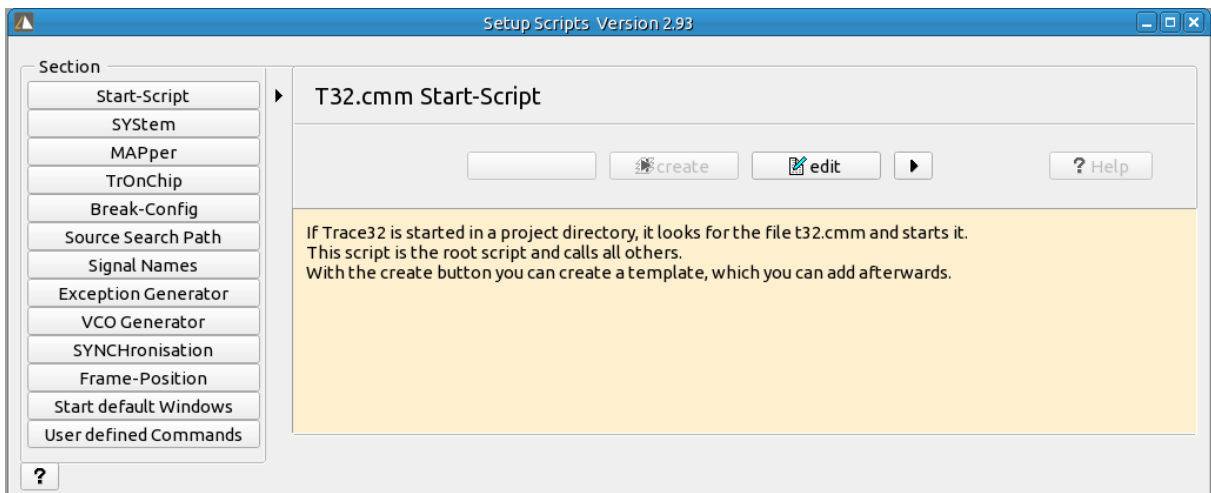 Setup Scripts Version 2.93
Section
Start-Script
SYStem
MAPper
TrOnChip
Break-Config
Source Search Path
Signal Names
Exception Generator
VCO Generator
SYNCHronisation
Frame-Position
Start default Windows
User defined Commands
?
T32.cmm Start-Script
create
edit
? Help
If Trace32 is started in a project directory, it looks for the file t32.cmm and starts it.
This script is the root script and calls all others.
With the create button you can create a template, which you can add afterwards.